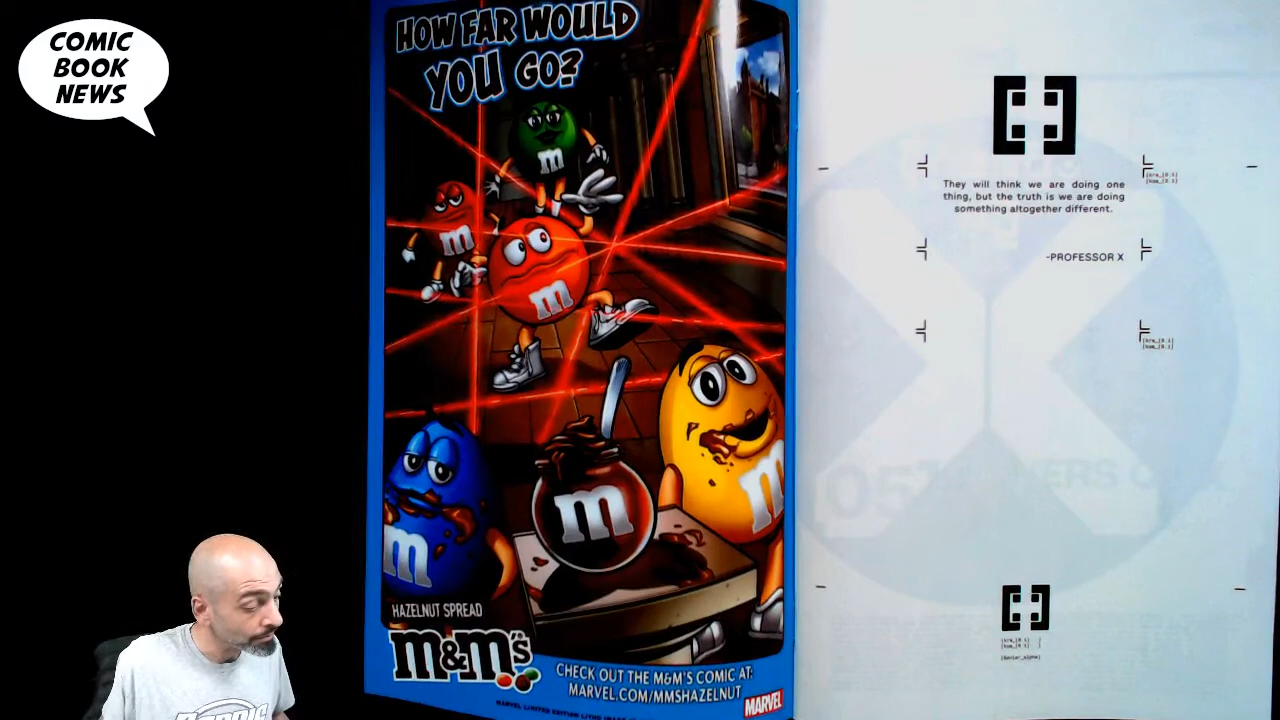 COMIC
BOOK
NEWS
HOW FAR WOULD
YOU GO?
m
m
m
m
m
m
HAZELNUT SPREAD
m&m's
CHECK OUT THE M&M'S COMIC AT:
MARVEL.COM/MMSHAZELNUT
MARVEL
They will think we are doing one
thing, but the truth is we are doing
something altogether different.
-PROFESSOR X